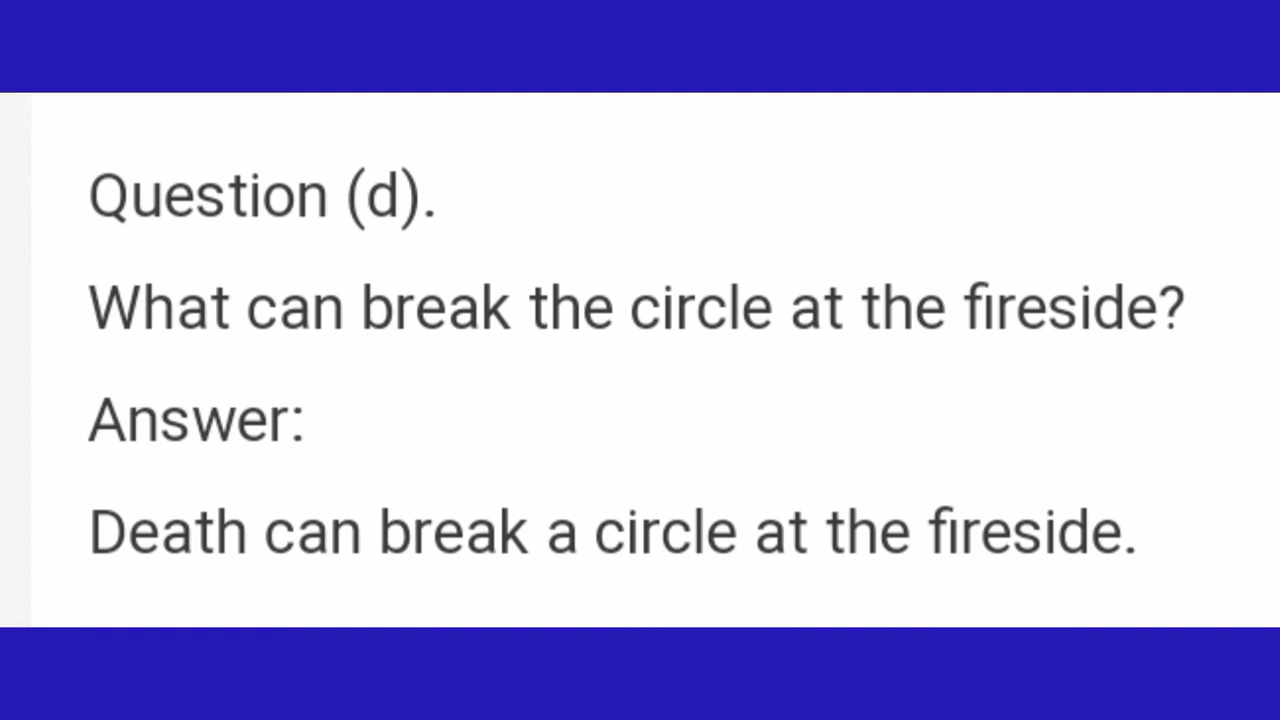 Question (d).
What can break the circle at the fireside?
Answer:
Death can break a circle at the fireside.